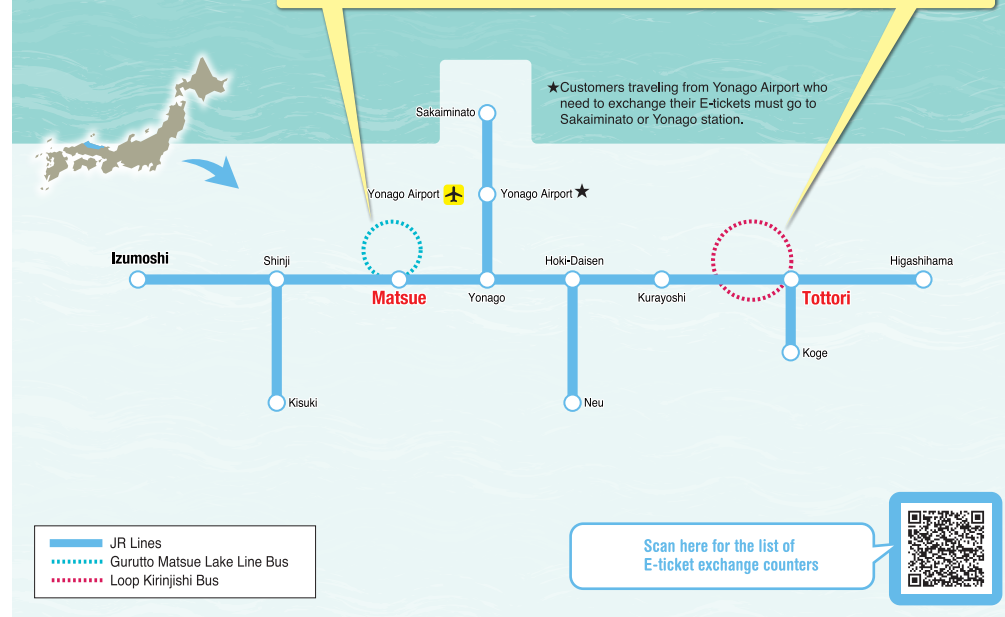 ★Customers traveling from Yonago Airport who
need to exchange their E-tickets must go to
Sakaiminato or Yonago station.
Sakaiminato
Yonago Airport
Yonago Airport★
Izumoshi
Shinji
Hoki-Daisen
Higashihama
Matsue
Yonago
Kurayoshi
Tottori
Koge
Kisuki
Neu
JR Lines
Gurutto Matsue Lake Line Bus
Loop Kirinjishi Bus
Scan here for the list of
E-ticket exchange counters